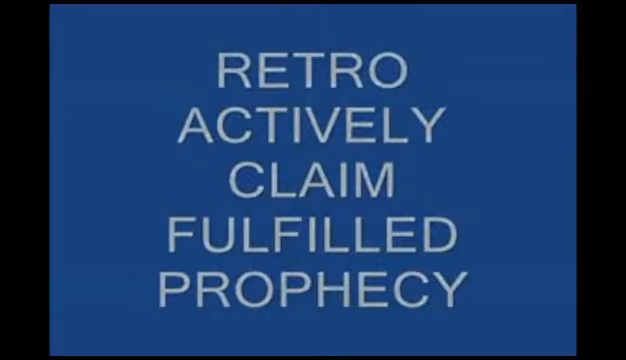 RETRO
ACTIVELY
CLAIM
FULFILLED
PROPHECY